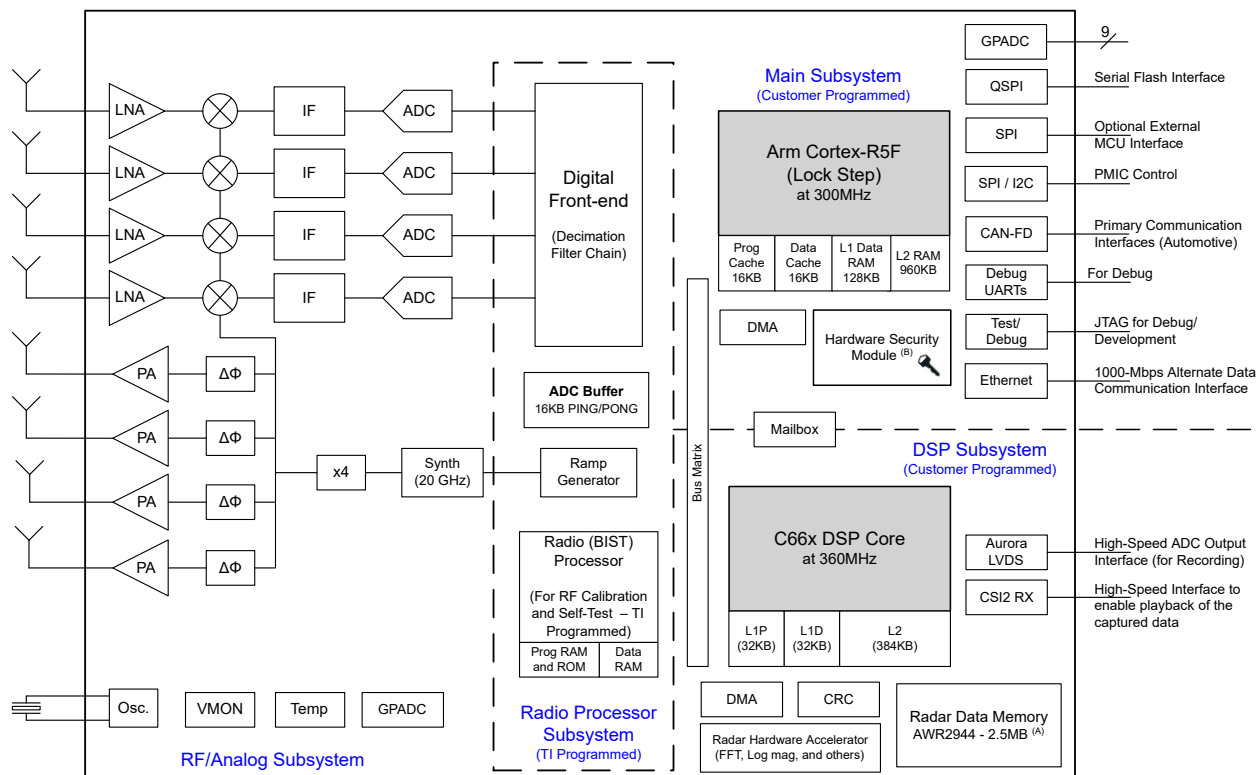 GPADC
9
Main Subsystem
(Customer Programmed)
QSPI
Serial Flash Interface
LNA
IF
ADC
LNA
IF
ADC
LNA
IF
ADC
LNA
IF
ADC
Digital
Front-end
(Decimation
Filter Chain)
Arm Cortex-R5F
(Lock Step)
at 300MHz
Prog
Cache
16KB
Data
Cache
16KB
L1 Data
RAM
128KB
L2 RAM
960KB
SPI
Optional External
MCU Interface
SPI / I2C
PMIC Control
CAN-FD
Primary Communication
Interfaces (Automotive)
Debug
UARTs
For Debug
Test/
Debug
JTAG for Debug/
Development
Ethernet
1000-Mbps Alternate Data
Communication Interface
DMA
Hardware Security
Module (B)
PA
ΔΦ
PA
ΔΦ
PA
ΔΦ
PA
ΔΦ
ADC Buffer
16KB PING/PONG
x4
Synth
(20 GHz)
Ramp
Generator
Bus Matrix
Mailbox
DSP Subsystem
(Customer Programmed)
C66x DSP Core
at 360MHz
L1P
(32KB)
L1D
(32KB)
L2
(384KB)
Aurora
LVDS
High-Speed ADC Output
Interface (for Recording)
CSI2 RX
High-Speed Interface to
enable playback of the
captured data
Radio (BIST)
Processor
(For RF Calibration
and Self-Test – TI
Programmed)
Prog RAM
and ROM
Data
RAM
Osc.
VMON
Temp
GPADC
RF/Analog Subsystem
Radio Processor
Subsystem
(TI Programmed)
DMA
CRC
Radar Hardware Accelerator
(FFT, Log mag, and others)
Radar Data Memory
AWR2944 - 2.5MB (A)